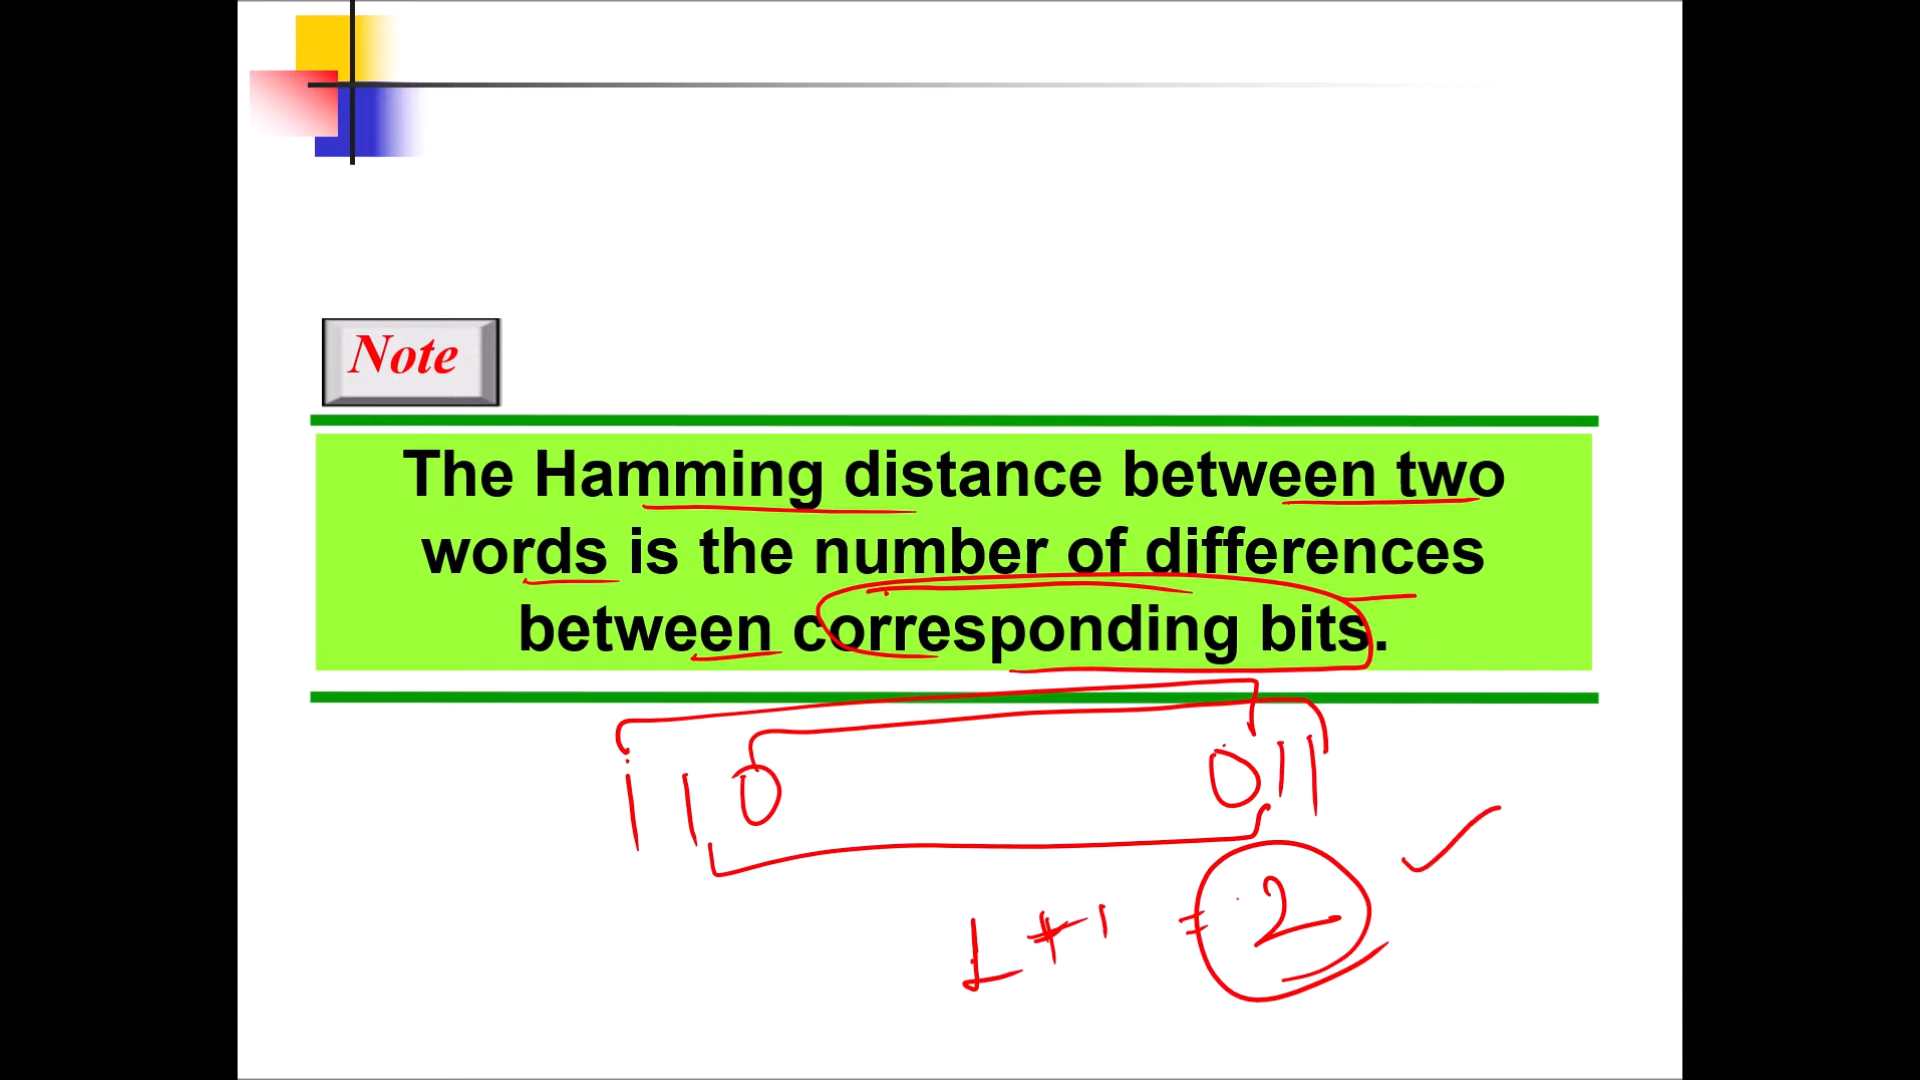 Note
The Hamming distance between two
words is the number of differences
between corresponding bits.
110 011
1 + 1 = 2